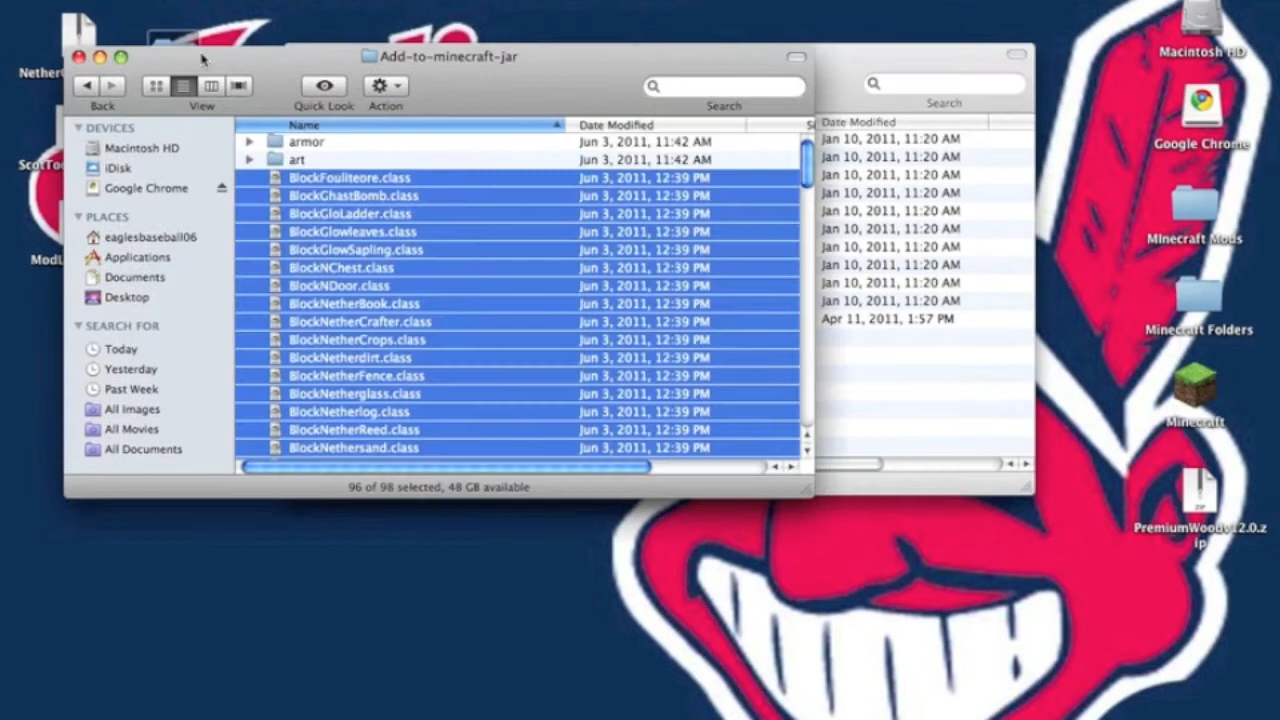 Add-to-minecraft-jar
Back
View
Quick Look
Action
Search
Search
DEVICES
Macintosh HD
iDisk
Google Chrome
PLACES
eaglesbaseball06
Applications
Documents
Desktop
SEARCH FOR
Today
Yesterday
Past Week
All Images
All Movies
All Documents
Name Date Modified
armor Jun 3, 2011, 11:42 AM
art Jun 3, 2011, 11:42 AM
BlockFouliteore.class Jun 3, 2011, 12:39 PM
BlockGhastBomb.class Jun 3, 2011, 12:39 PM
BlockGloLadder.class Jun 3, 2011, 12:39 PM
BlockGlowleaves.class Jun 3, 2011, 12:39 PM
BlockGlowSapling.class Jun 3, 2011, 12:39 PM
BlockNChest.class Jun 3, 2011, 12:39 PM
BlockNDoor.class Jun 3, 2011, 12:39 PM
BlockNetherBook.class Jun 3, 2011, 12:39 PM
BlockNetherCrafter.class Jun 3, 2011, 12:39 PM
BlockNetherCrops.class Jun 3, 2011, 12:39 PM
BlockNetherdirt.class Jun 3, 2011, 12:39 PM
BlockNetherFence.class Jun 3, 2011, 12:39 PM
BlockNetherglass.class Jun 3, 2011, 12:39 PM
BlockNetherlog.class Jun 3, 2011, 12:39 PM
BlockNetherReed.class Jun 3, 2011, 12:39 PM
BlockNethersand.class Jun 3, 2011, 12:39 PM
96 of 98 selected, 48 GB available
Date Modified
Jan 10, 2011, 11:20 AM
Jan 10, 2011, 11:20 AM
Jan 10, 2011, 11:20 AM
Jan 10, 2011, 11:20 AM
Jan 10, 2011, 11:20 AM
Jan 10, 2011, 11:20 AM
Jan 10, 2011, 11:20 AM
Jan 10, 2011, 11:20 AM
Jan 10, 2011, 11:20 AM
Jan 10, 2011, 11:20 AM
Apr 11, 2011, 1:57 PM
Macintosh HD
Google Chrome
MInecraft Mods
Minecraft Folders
Minecraft
ZIP
PremiumWoodv12.0.z
ip